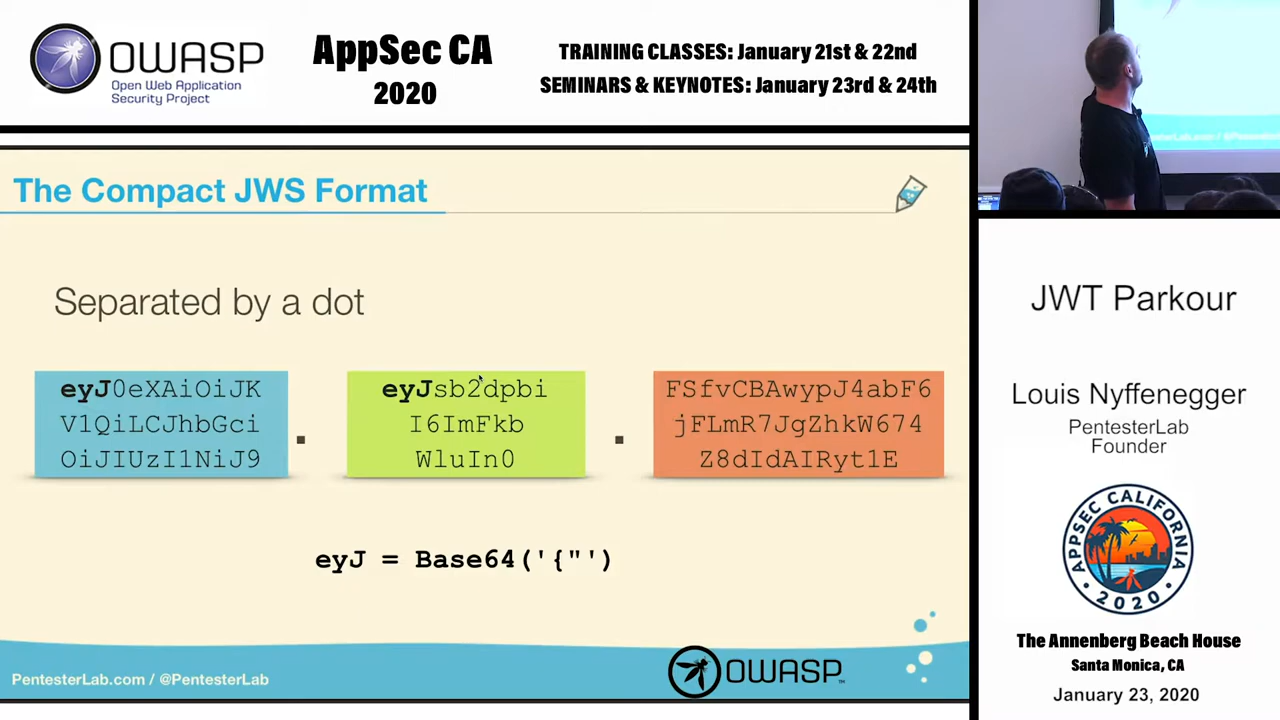 OWASP
Open Web Application
Security Project
AppSec CA
2020
TRAINING CLASSES: January 21st & 22nd
SEMINARS & KEYNOTES: January 23rd & 24th
The Compact JWS Format
Separated by a dot
eyJ0eXAiOiJK
V1QiLCJhbGci
OiJIUzI1NiJ9
.
eyJsb2dpbi
I6ImFkb
WluIn0
.
FSfvCBAwypJ4abF6
jFLmR7JgZhkW674
Z8dIdAIRyt1E
eyJ = Base64('{"')
PentesterLab.com / @PentesterLab
OWASP
JWT Parkour
Louis Nyffenegger
PentesterLab
Founder
APPSEC CALIFORNIA
2020
The Annenberg Beach House
Santa Monica, CA
January 23, 2020